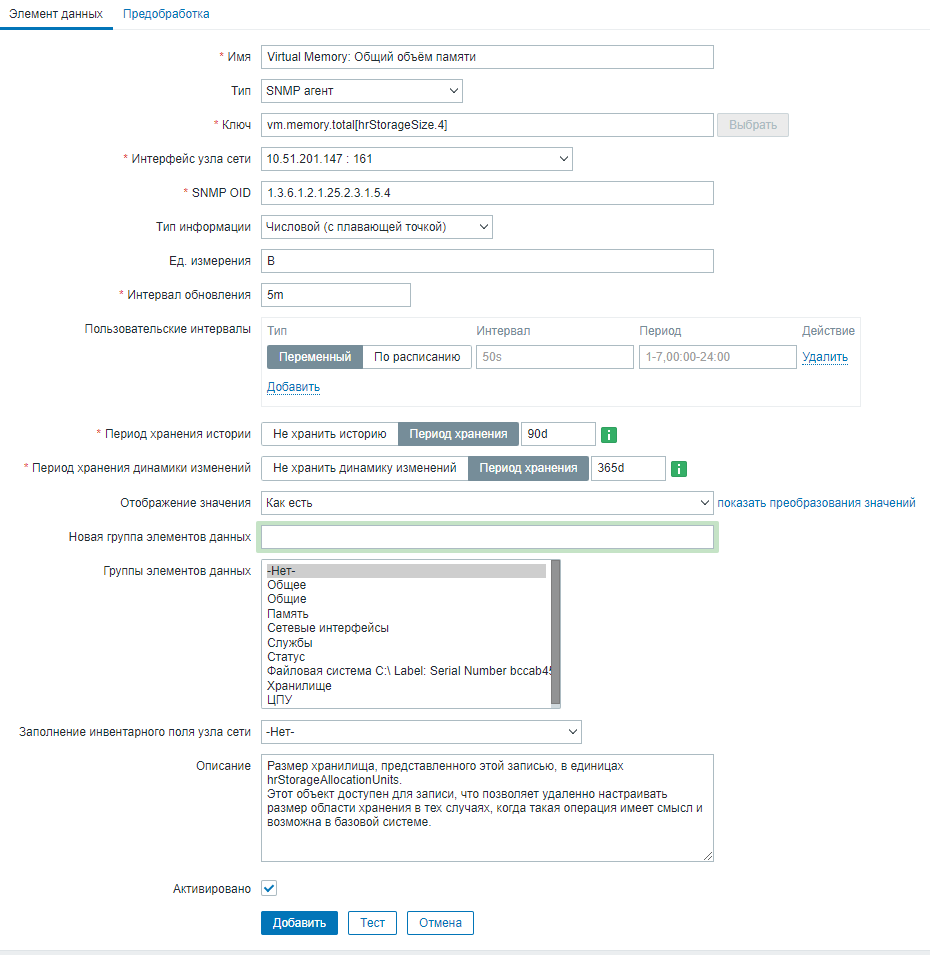 Элемент данных Предобработка
* Имя Virtual Memory: Общий объём памяти
Тип SNMP агент
* Ключ vm.memory.total[hrStorageSize.4] Выбрать
* Интерфейс узла сети 10.51.201.147 : 161
* SNMP OID 1.3.6.1.2.1.25.2.3.1.5.4
Тип информации Числовой (с плавающей точкой)
Ед. измерения B
* Интервал обновления 5m
Пользовательские интервалы Тип Интервал Период Действие
Переменный По расписанию 50s 1-7,00:00-24:00 Удалить
Добавить
* Период хранения истории Не хранить историю Период хранения 90d
* Период хранения динамики изменений Не хранить динамику изменений Период хранения 365d
Отображение значения Как есть показать преобразования значений
Новая группа элементов данных
Группы элементов данных -Нет-
Общее
Общие
Память
Сетевые интерфейсы
Службы
Статус
Файловая система C:\ Label: Serial Number bccab45
Хранилище
ЦПУ
Заполнение инвентарного поля узла сети -Нет-
Описание Размер хранилища, представленного этой записью, в единицах
hrStorageAllocationUnits.
Этот объект доступен для записи, что позволяет удаленно настраивать
размер области хранения в тех случаях, когда такая операция имеет смысл и
возможна в базовой системе.
Активировано
Добавить Тест Отмена